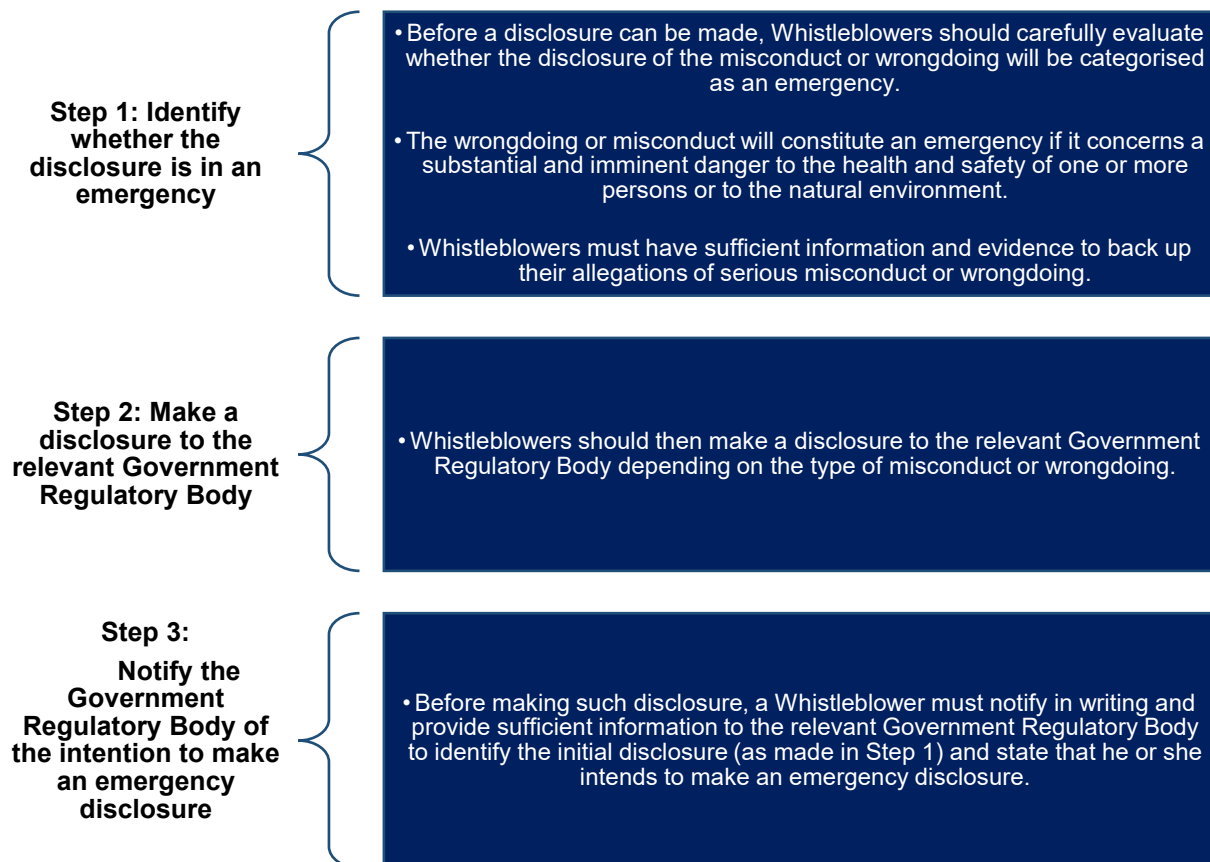 Step 1: Identify
whether the
disclosure is in an
emergency
• Before a disclosure can be made, Whistleblowers should carefully evaluate
whether the disclosure of the misconduct or wrongdoing will be categorised
as an emergency.
• The wrongdoing or misconduct will constitute an emergency if it concerns a
substantial and imminent danger to the health and safety of one or more
persons or to the natural environment.
• Whistleblowers must have sufficient information and evidence to back up
their allegations of serious misconduct or wrongdoing.
Step 2: Make a
disclosure to the
relevant Government
Regulatory Body
• Whistleblowers should then make a disclosure to the relevant Government
Regulatory Body depending on the type of misconduct or wrongdoing.
Step 3:
Notify the
Government
Regulatory Body of
the intention to make
an emergency
disclosure
• Before making such disclosure, a Whistleblower must notify in writing and
provide sufficient information to the relevant Government Regulatory Body
to identify the initial disclosure (as made in Step 1) and state that he or she
intends to make an emergency disclosure.